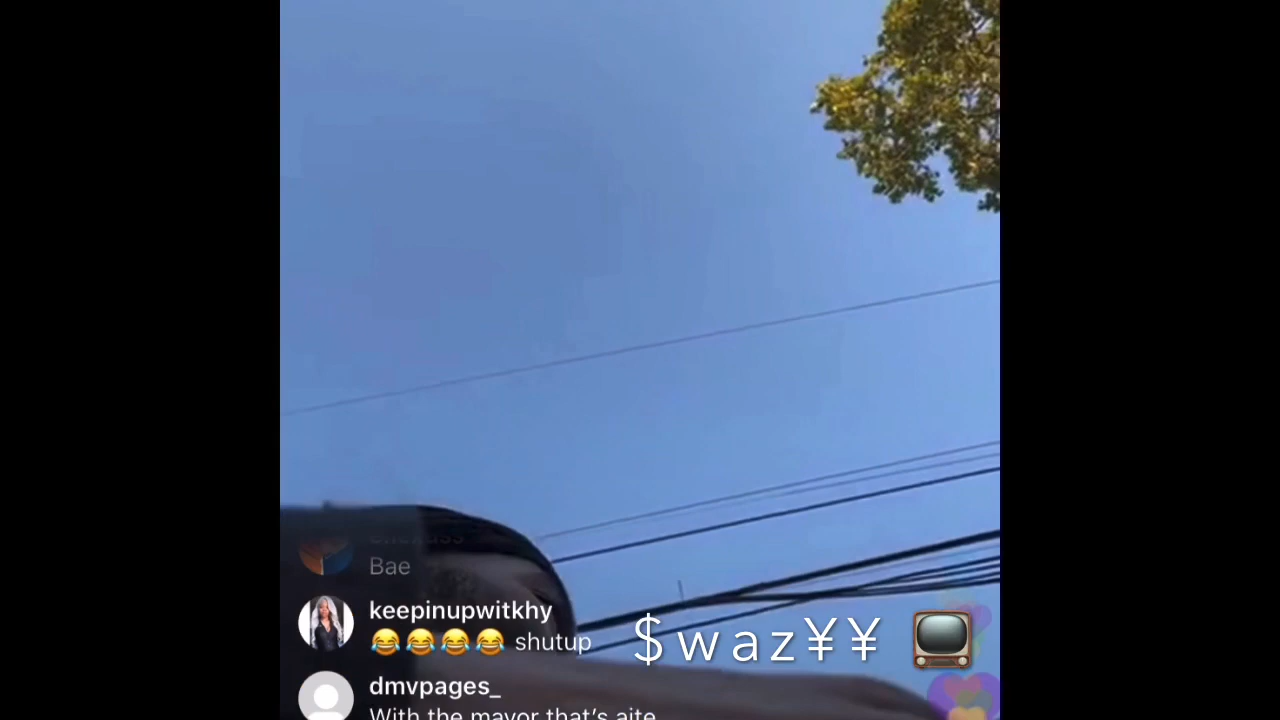 Bae
keepinupwitkhy
😂😂😂😂 shutup
$waz¥¥ 📺
dmvpages_
With the mayor that's aite